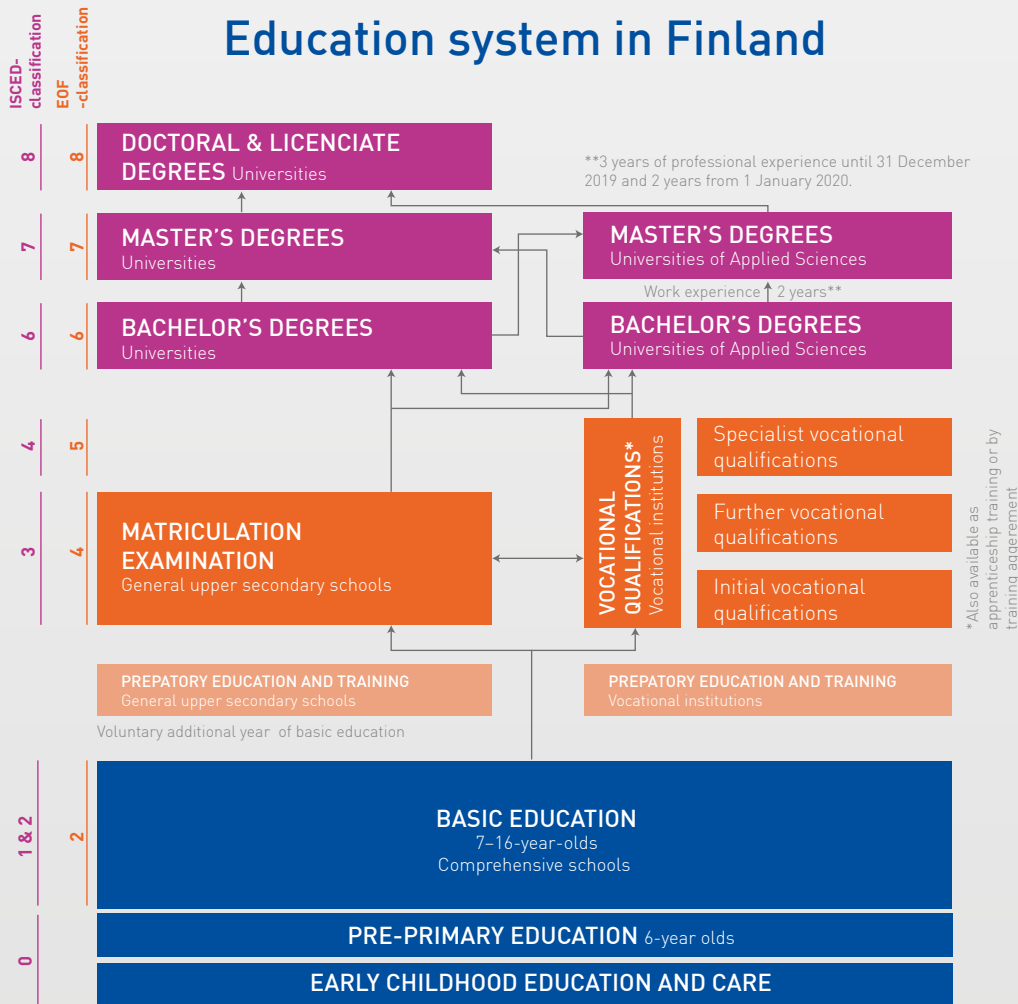 Education system in Finland
ISCED-
classification
EOF
-classification
8
8
DOCTORAL & LICENCIATE
DEGREES Universities
**3 years of professional experience until 31 December
2019 and 2 years from 1 January 2020.
7
7
MASTER'S DEGREES
Universities
MASTER'S DEGREES
Universities of Applied Sciences
Work experience 2 years**
6
6
BACHELOR'S DEGREES
Universities
BACHELOR'S DEGREES
Universities of Applied Sciences
4
5
3
4
MATRICULATION
EXAMINATION
General upper secondary schools
VOCATIONAL
QUALIFICATIONS*
Vocational institutions
Specialist vocational
qualifications
Further vocational
qualifications
Initial vocational
qualifications
*Also available as
apprenticeship training or by
training aggerement
PREPATORY EDUCATION AND TRAINING
General upper secondary schools
PREPATORY EDUCATION AND TRAINING
Vocational institutions
Voluntary additional year of basic education
1 & 2
2
BASIC EDUCATION
7–16-year-olds
Comprehensive schools
0
PRE-PRIMARY EDUCATION 6-year olds
EARLY CHILDHOOD EDUCATION AND CARE